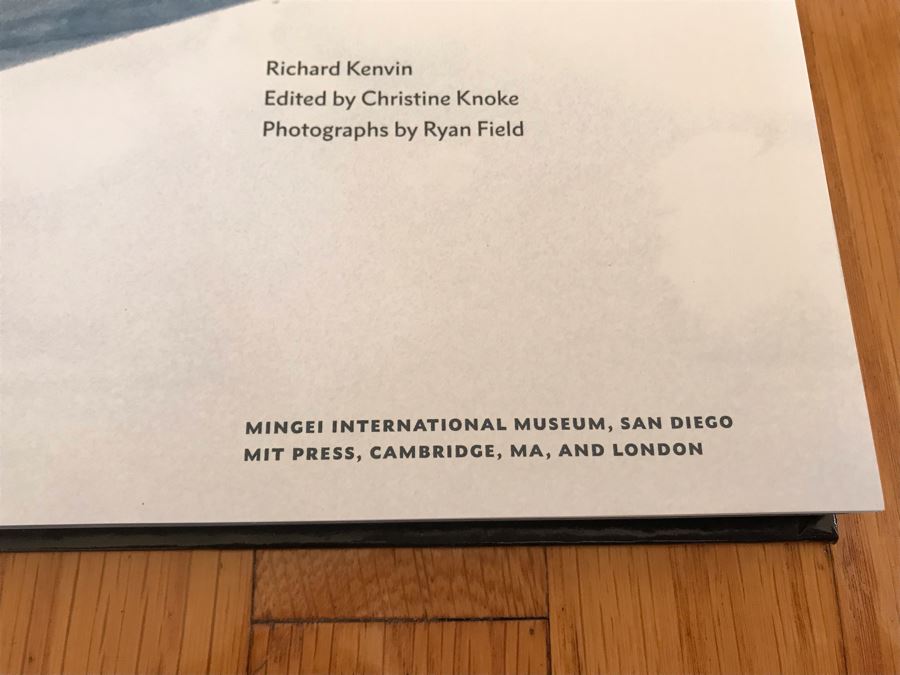 Richard Kenvin
Edited by Christine Knoke
Photographs by Ryan Field
MINGEI INTERNATIONAL MUSEUM, SAN DIEGO
MIT PRESS, CAMBRIDGE, MA, AND LONDON